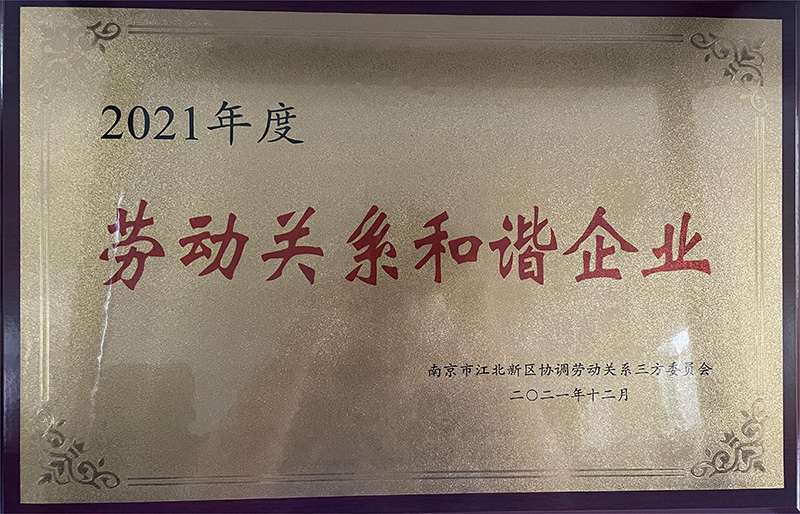 2021年度
劳动关系和谐企业
南京市江北新区协调劳动关系三方委员会
二〇二一年十二月